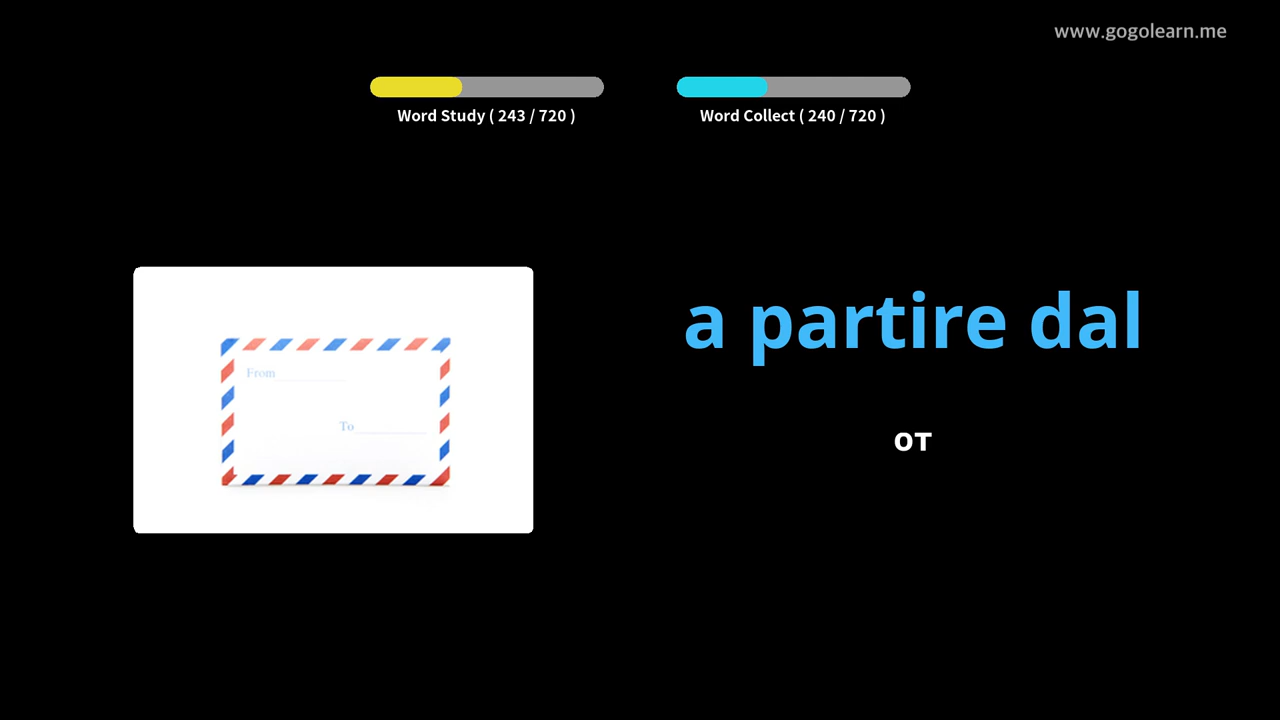 www.gogolearn.me
Word Study ( 243 / 720 )
Word Collect ( 240 / 720 )
From
To
a partire dal
от